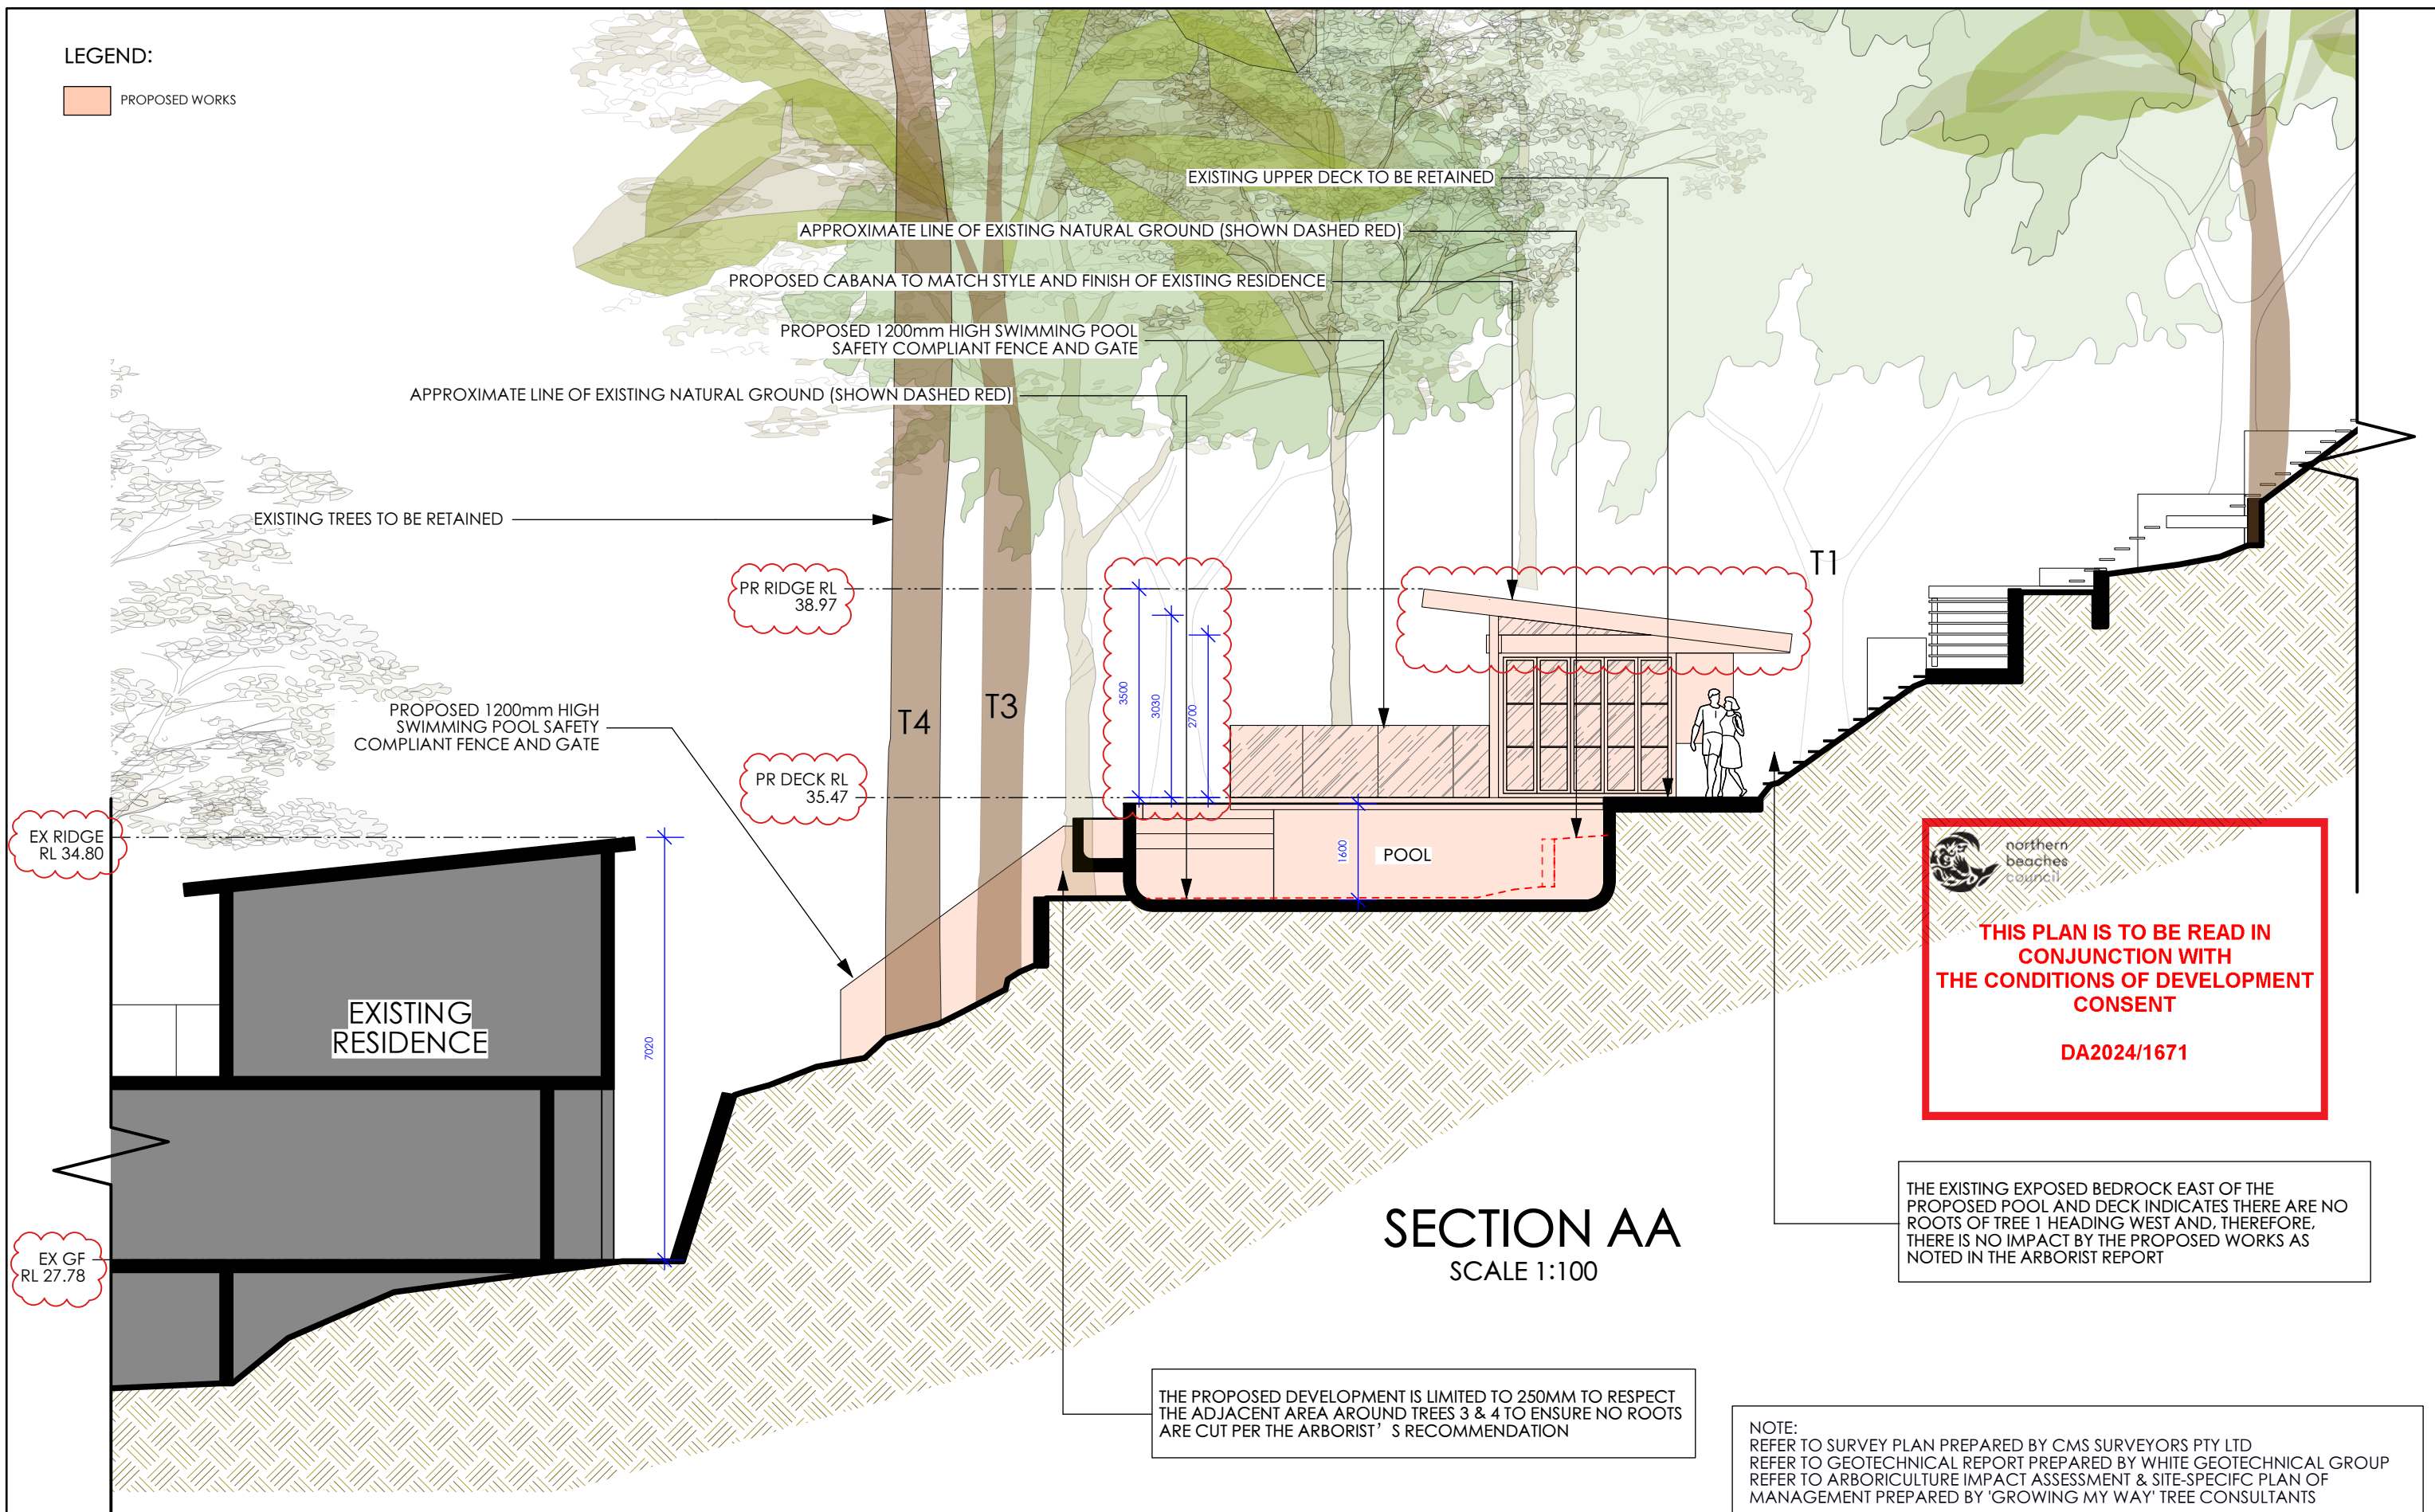 LEGEND:
PROPOSED WORKS
EXISTING UPPER DECK TO BE RETAINED
APPROXIMATE LINE OF EXISTING NATURAL GROUND (SHOWN DASHED RED)
PROPOSED CABANA TO MATCH STYLE AND FINISH OF EXISTING RESIDENCE
PROPOSED 1200mm HIGH SWIMMING POOL
SAFETY COMPLIANT FENCE AND GATE
APPROXIMATE LINE OF EXISTING NATURAL GROUND (SHOWN DASHED RED)
EXISTING TREES TO BE RETAINED
T1
PR RIDGE RL
38.97
T4
T3
3500
3030
2700
PROPOSED 1200mm HIGH
SWIMMING POOL SAFETY
COMPLIANT FENCE AND GATE
PR DECK RL
35.47
EX RIDGE
RL 34.80
1600
POOL
northern
beaches
council
THIS PLAN IS TO BE READ IN
CONJUNCTION WITH
THE CONDITIONS OF DEVELOPMENT
CONSENT
DA2024/1671
EXISTING
RESIDENCE
7020
EX GF
RL 27.78
SECTION AA
SCALE 1:100
THE EXISTING EXPOSED BEDROCK EAST OF THE
PROPOSED POOL AND DECK INDICATES THERE ARE NO
ROOTS OF TREE 1 HEADING WEST AND, THEREFORE,
THERE IS NO IMPACT BY THE PROPOSED WORKS AS
NOTED IN THE ARBORIST REPORT
THE PROPOSED DEVELOPMENT IS LIMITED TO 250MM TO RESPECT
THE ADJACENT AREA AROUND TREES 3 & 4 TO ENSURE NO ROOTS
ARE CUT PER THE ARBORIST' S RECOMMENDATION
NOTE:
REFER TO SURVEY PLAN PREPARED BY CMS SURVEYORS PTY LTD
REFER TO GEOTECHNICAL REPORT PREPARED BY WHITE GEOTECHNICAL GROUP
REFER TO ARBORICULTURE IMPACT ASSESSMENT & SITE-SPECIFC PLAN OF
MANAGEMENT PREPARED BY 'GROWING MY WAY' TREE CONSULTANTS